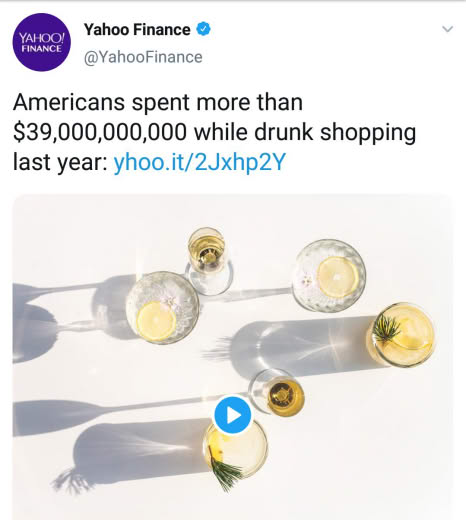 YAHOO!
FINANCE
Yahoo Finance
@YahooFinance
Americans spent more than
$39,000,000,000 while drunk shopping
last year: yhoo.it/2Jxhp2Y